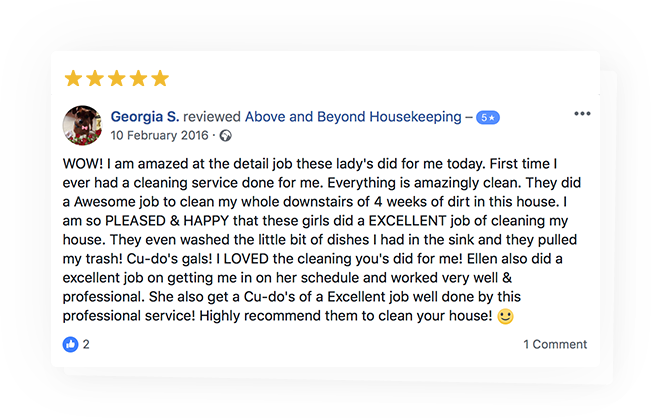 Georgia S. reviewed Above and Beyond Housekeeping – 5★
10 February 2016 ·
WOW! I am amazed at the detail job these lady's did for me today. First time I
ever had a cleaning service done for me. Everything is amazingly clean. They did
a Awesome job to clean my whole downstairs of 4 weeks of dirt in this house. I
am so PLEASED & HAPPY that these girls did a EXCELLENT job of cleaning my
house. They even washed the little bit of dishes I had in the sink and they pulled
my trash! Cu-do's gals! I LOVED the cleaning you's did for me! Ellen also did a
excellent job on getting me in on her schedule and worked very well &
professional. She also get a Cu-do's of a Excellent job well done by this
professional service! Highly recommend them to clean your house! 🙂
2
1 Comment